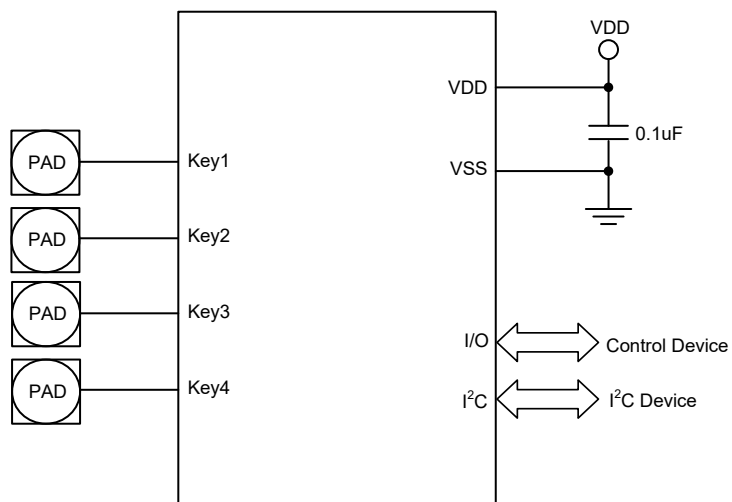 VDD
VDD
0.1uF
VSS
PAD
Key1
PAD
Key2
PAD
Key3
PAD
Key4
I/O
Control Device
I²C
I²C Device